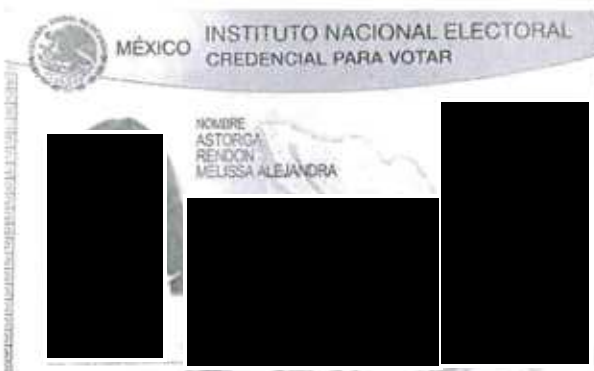 MÉXICO
INSTITUTO NACIONAL ELECTORAL
CREDENCIAL PARA VOTAR
NOMBRE
ASTORGA
RENDON
MELISSA ALEJANDRA